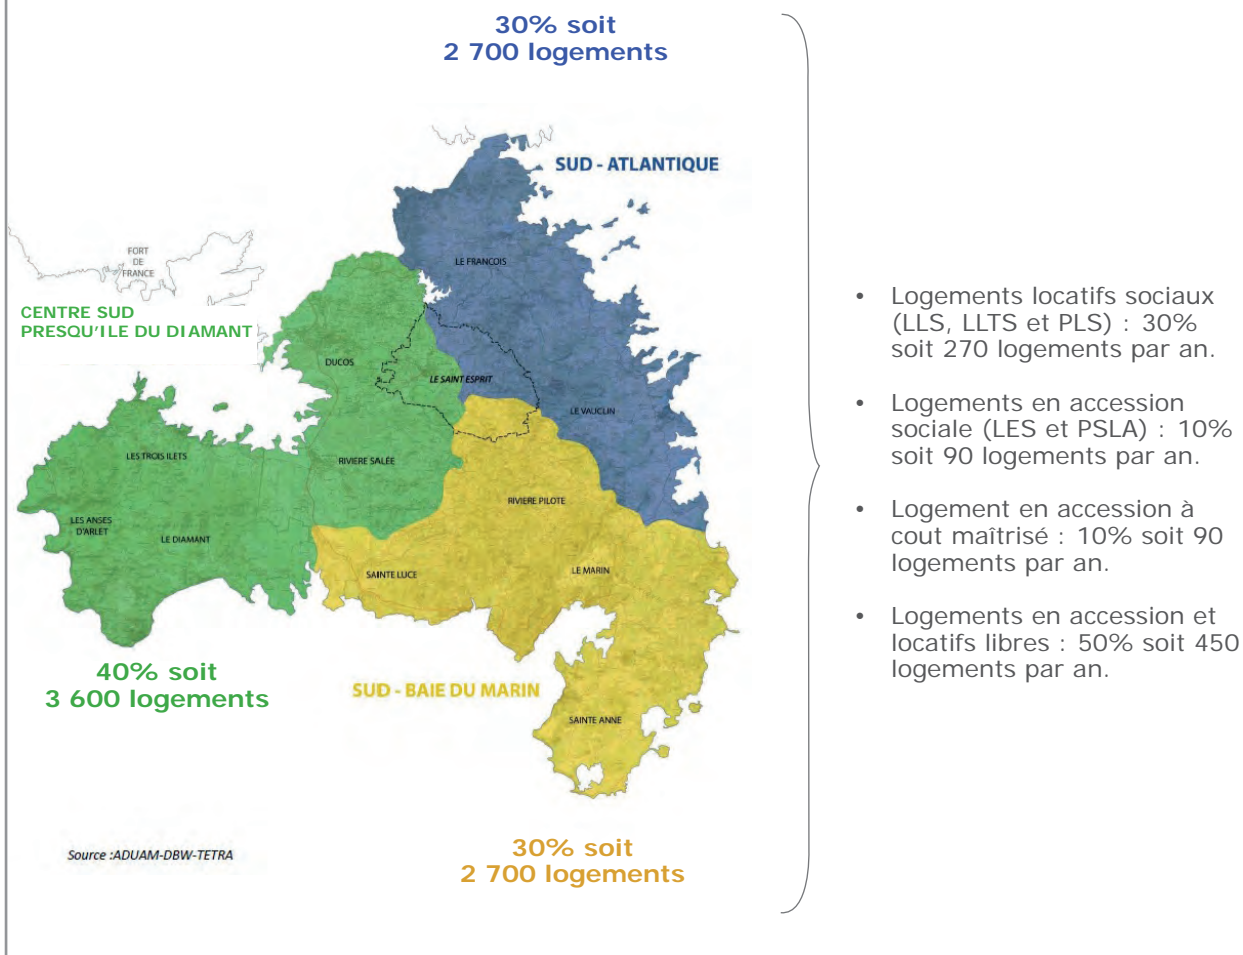 30% soit
2 700 logements
SUD - ATLANTIQUE
FORT
DE
FRANCE
LE FRANCOIS
CENTRE SUD
PRESQU'ILE DU DIAMANT
DUCOS
LE SAINT ESPRIT
LE VAUCLIN
LES TROIS ILETS
RIVIERE SALÉE
RIVIERE PILOTE
LES ANSES
D'ARLET
LE DIAMANT
SAINTE LUCE
LE MARIN
40% soit
3 600 logements
SUD - BAIE DU MARIN
SAINTE ANNE
Source :ADUAM-DBW-TETRA
30% soit
2 700 logements
• Logements locatifs sociaux
(LLS, LLTS et PLS) : 30%
soit 270 logements par an.
• Logements en accession
sociale (LES et PSLA) : 10%
soit 90 logements par an.
• Logement en accession à
cout maîtrisé : 10% soit 90
logements par an.
• Logements en accession et
locatifs libres : 50% soit 450
logements par an.